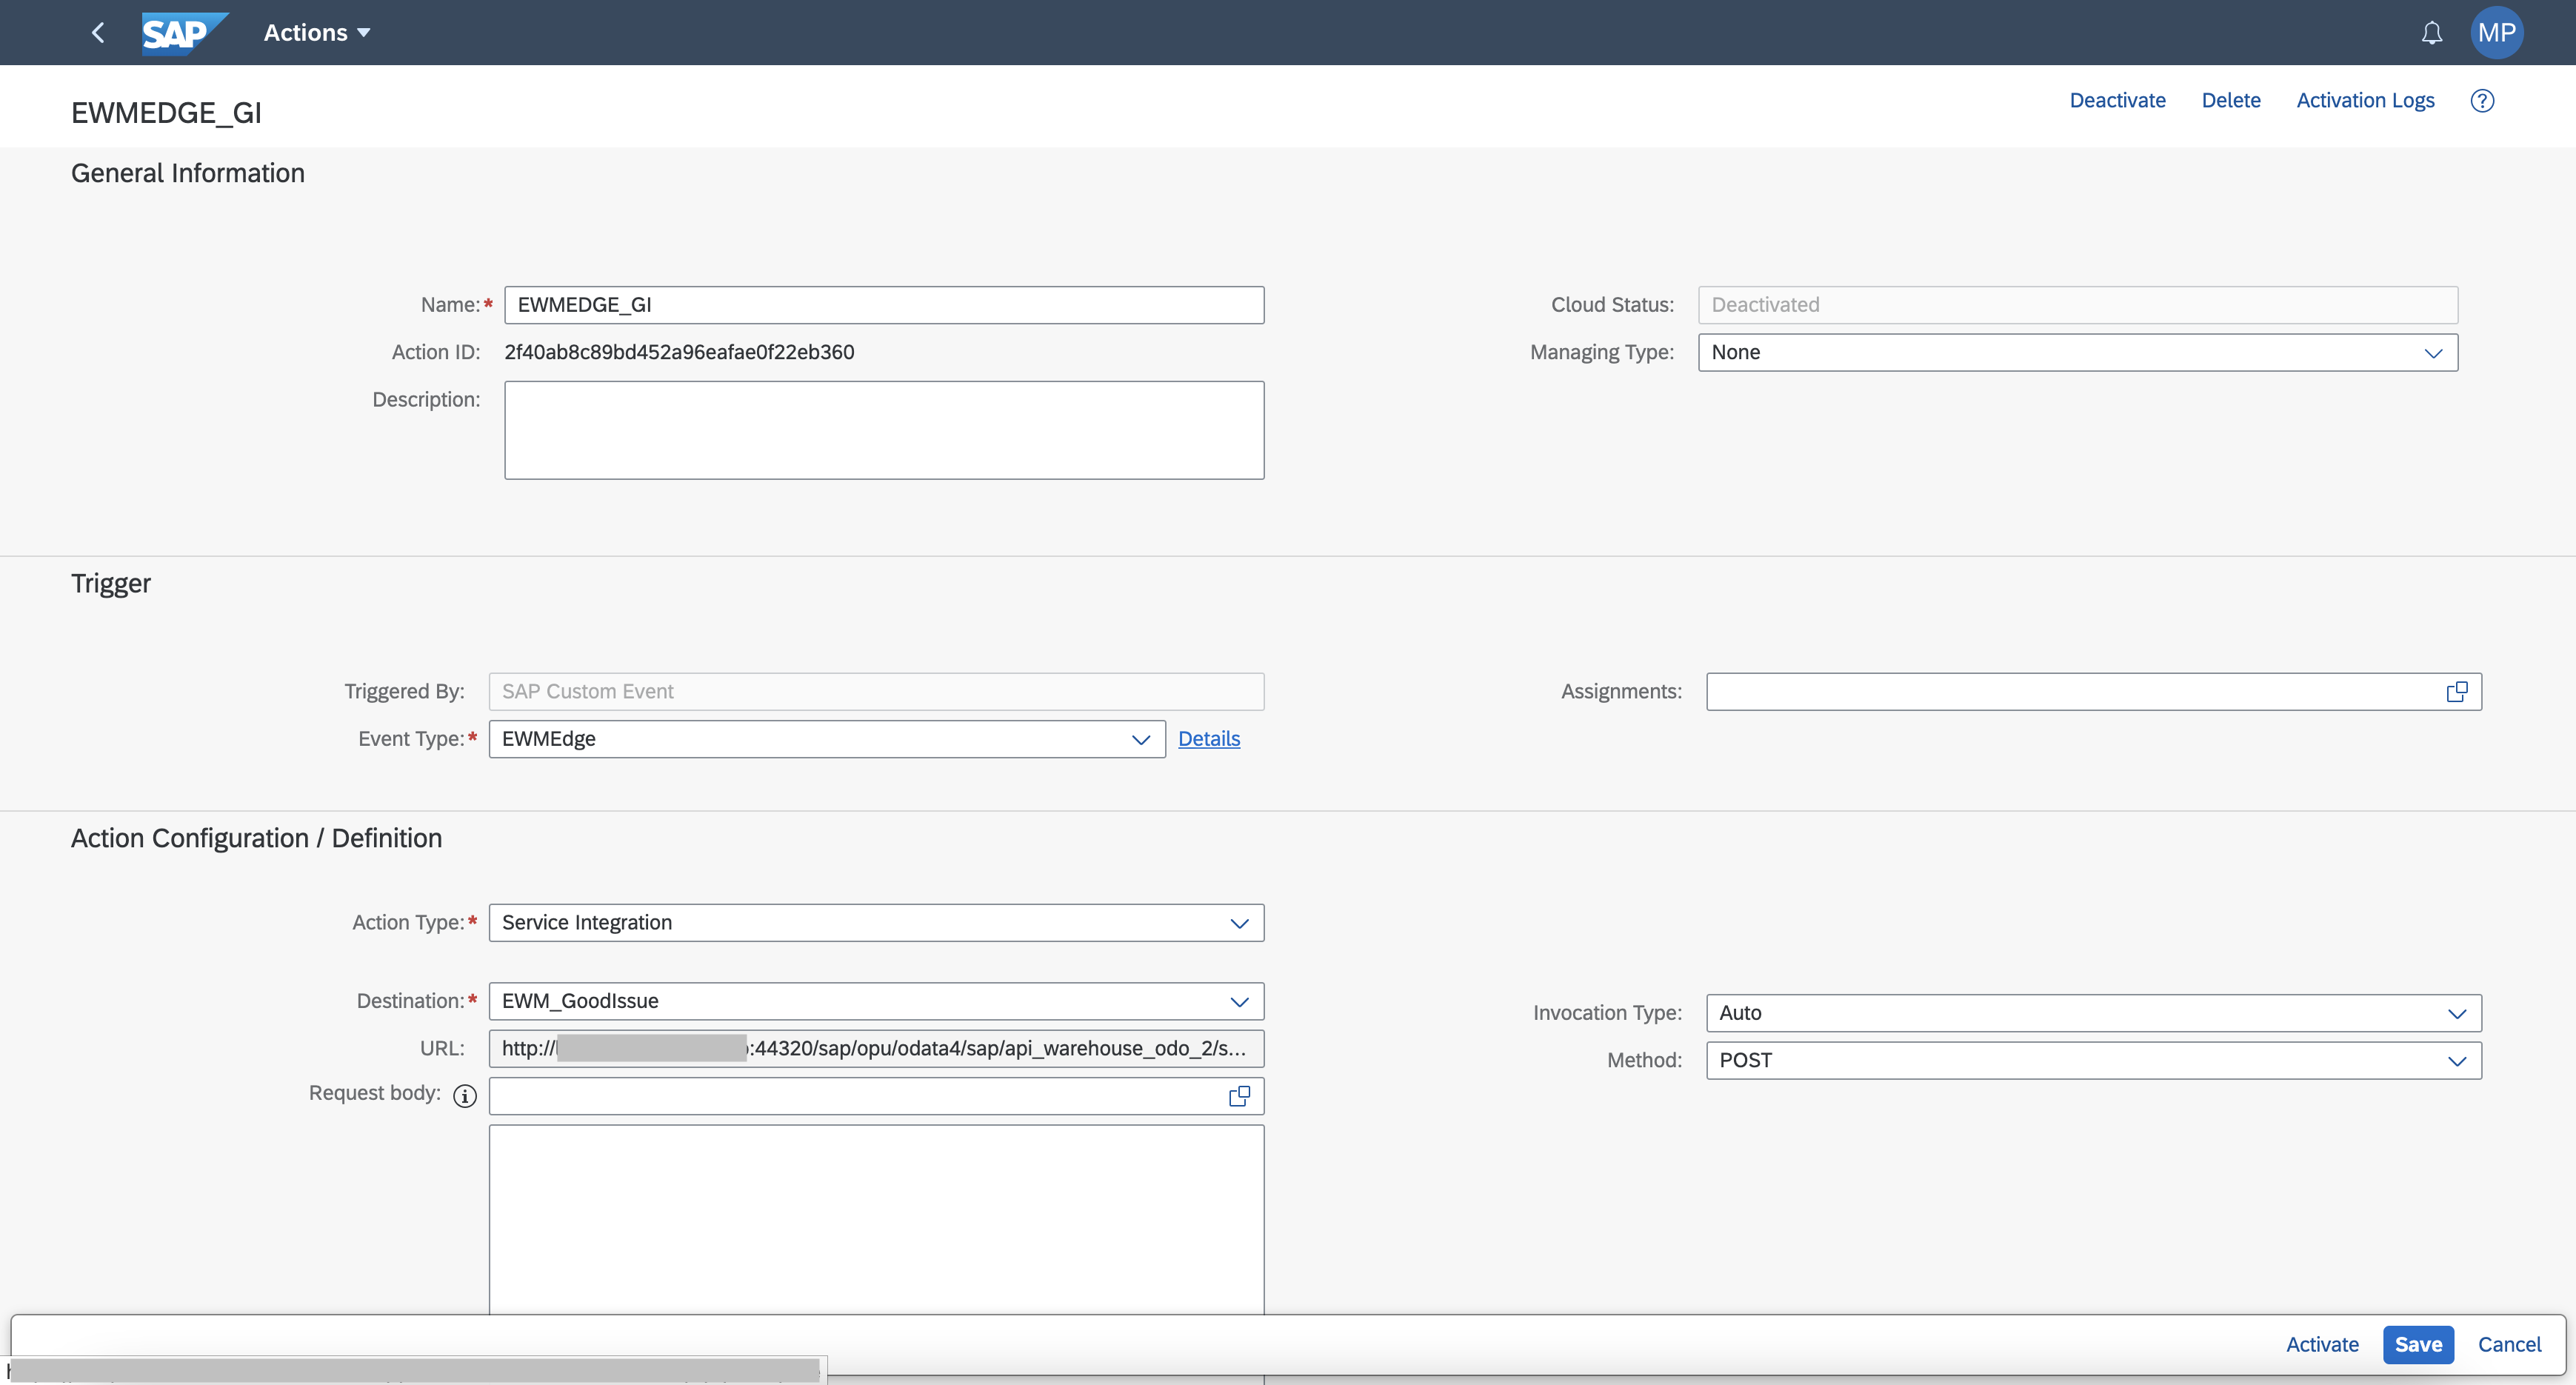 SAP Actions
MP
EWMEDGE_GI
Deactivate Delete Activation Logs ?
General Information
Name:* EWMEDGE_GI
Cloud Status: Deactivated
Action ID: 2f40ab8c89bd452a96eafae0f22eb360
Managing Type: None
Description:
Trigger
Triggered By: SAP Custom Event
Assignments:
Event Type:* EWMEdge Details
Action Configuration / Definition
Action Type:* Service Integration
Destination:* EWM_GoodIssue
Invocation Type: Auto
URL: http:// :44320/sap/opu/odata4/sap/api_warehouse_odo_2/s...
Method: POST
Request body: i
Activate Save Cancel